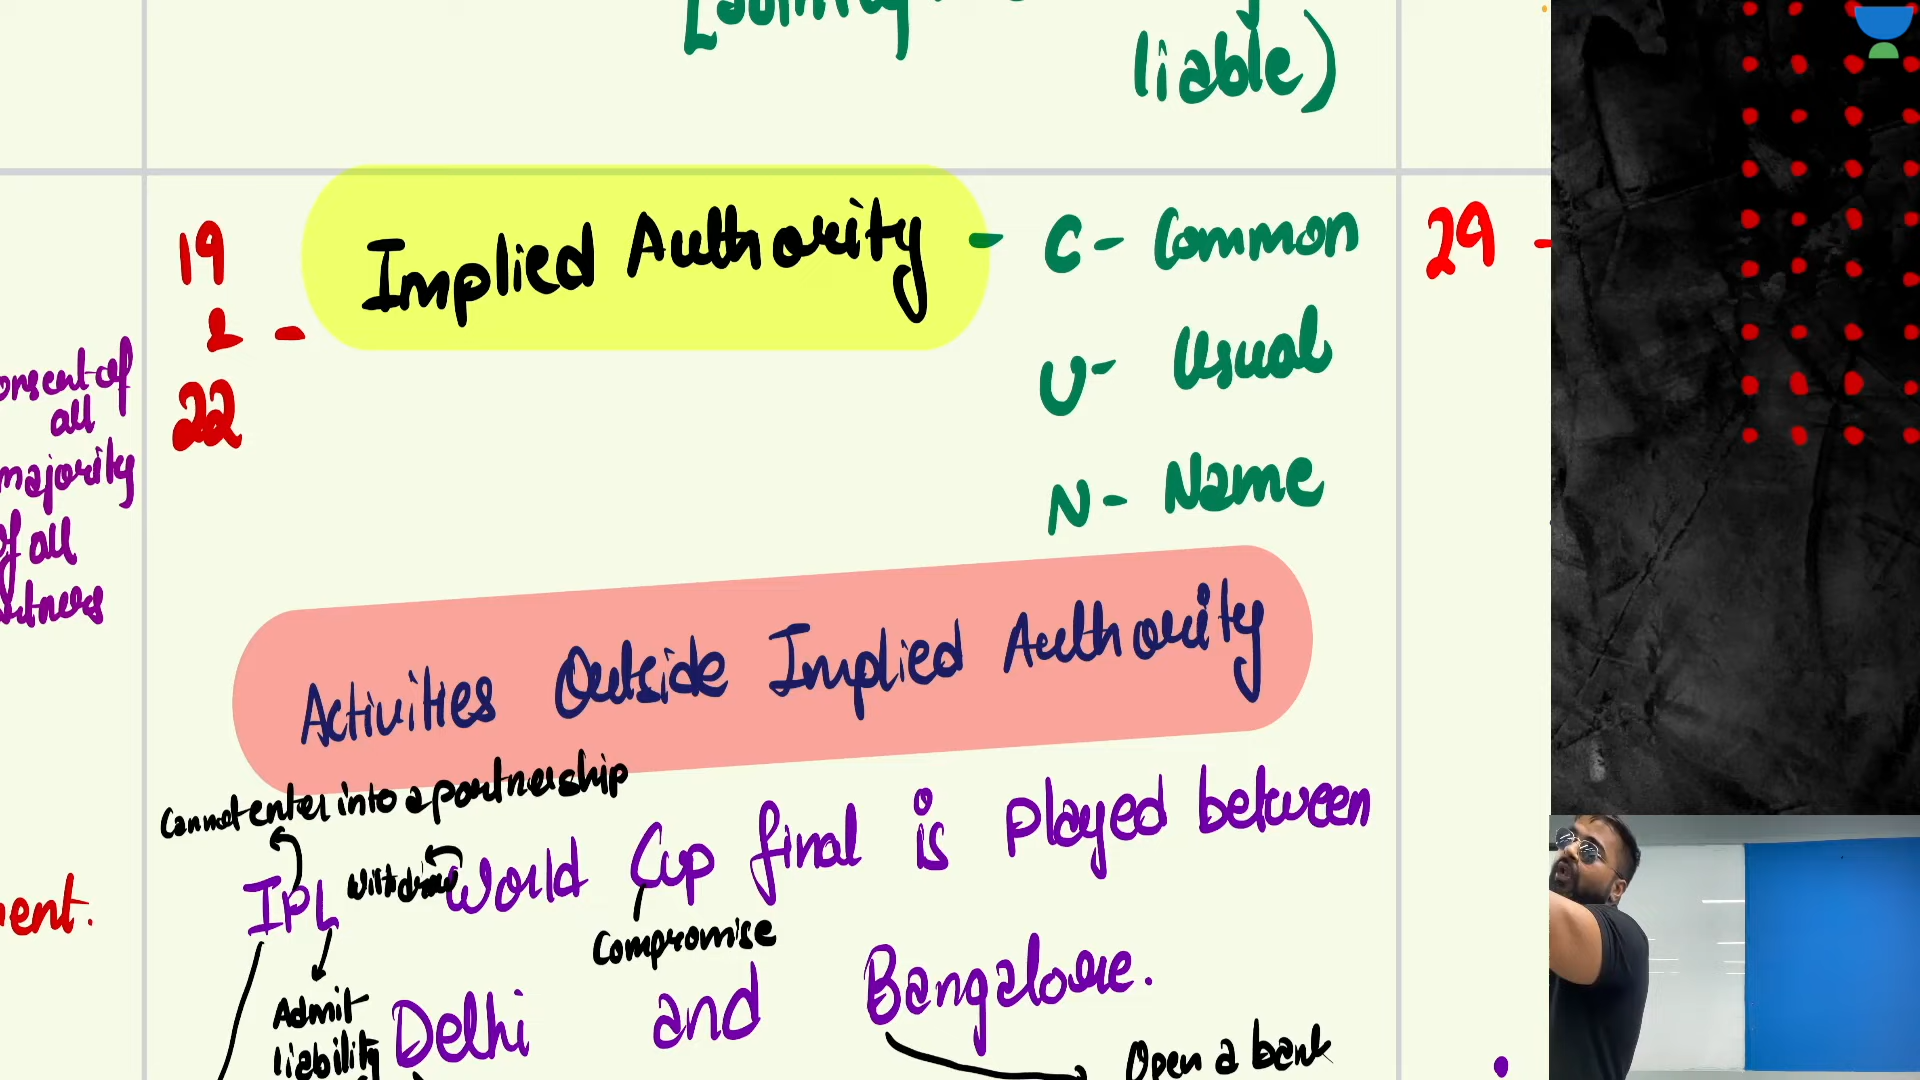 liable)
19
&
22
-
Implied Authority - C - Common
U - Usual
N - Name
29 -
onsent of
all
majority
of all
rtners
Activities Outside Implied Authority
Cannot enter into a partnership
IPL World Cup final is played between
Withdraw
Compromise
ent.
Admit
liability
Delhi and Bangalore.
Open a bank